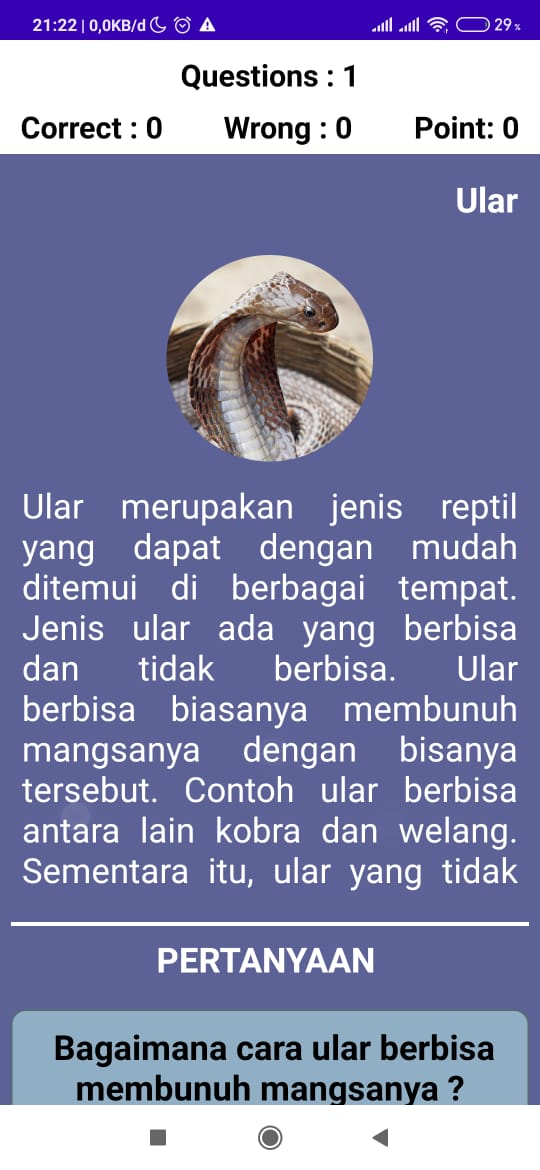 21:22 | 0,0KB/d
29%
Questions : 1
Correct : 0 Wrong : 0 Point: 0
Ular
Ular merupakan jenis reptil
yang dapat dengan mudah
ditemui di berbagai tempat.
Jenis ular ada yang berbisa
dan tidak berbisa. Ular
berbisa biasanya membunuh
mangsanya dengan bisanya
tersebut. Contoh ular berbisa
antara lain kobra dan welang.
Sementara itu, ular yang tidak
PERTANYAAN
Bagaimana cara ular berbisa
membunuh mangsanya ?